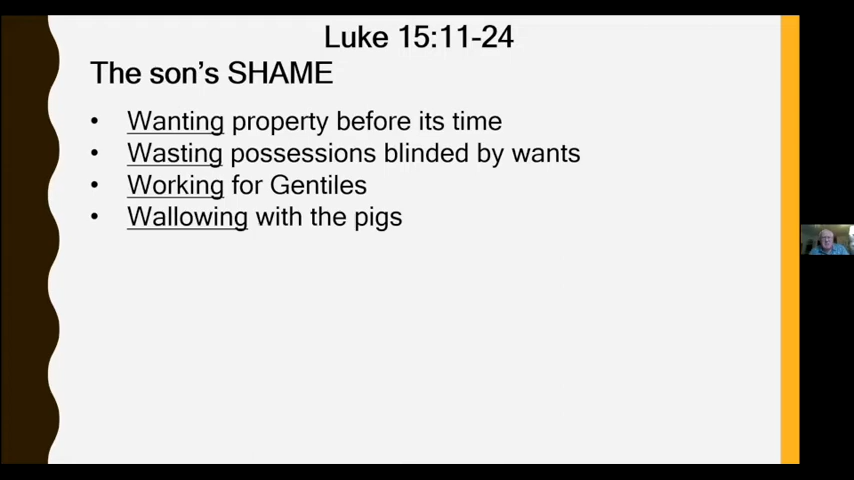 Luke 15:11-24
The son's SHAME
• Wanting property before its time
• Wasting possessions blinded by wants
• Working for Gentiles
• Wallowing with the pigs